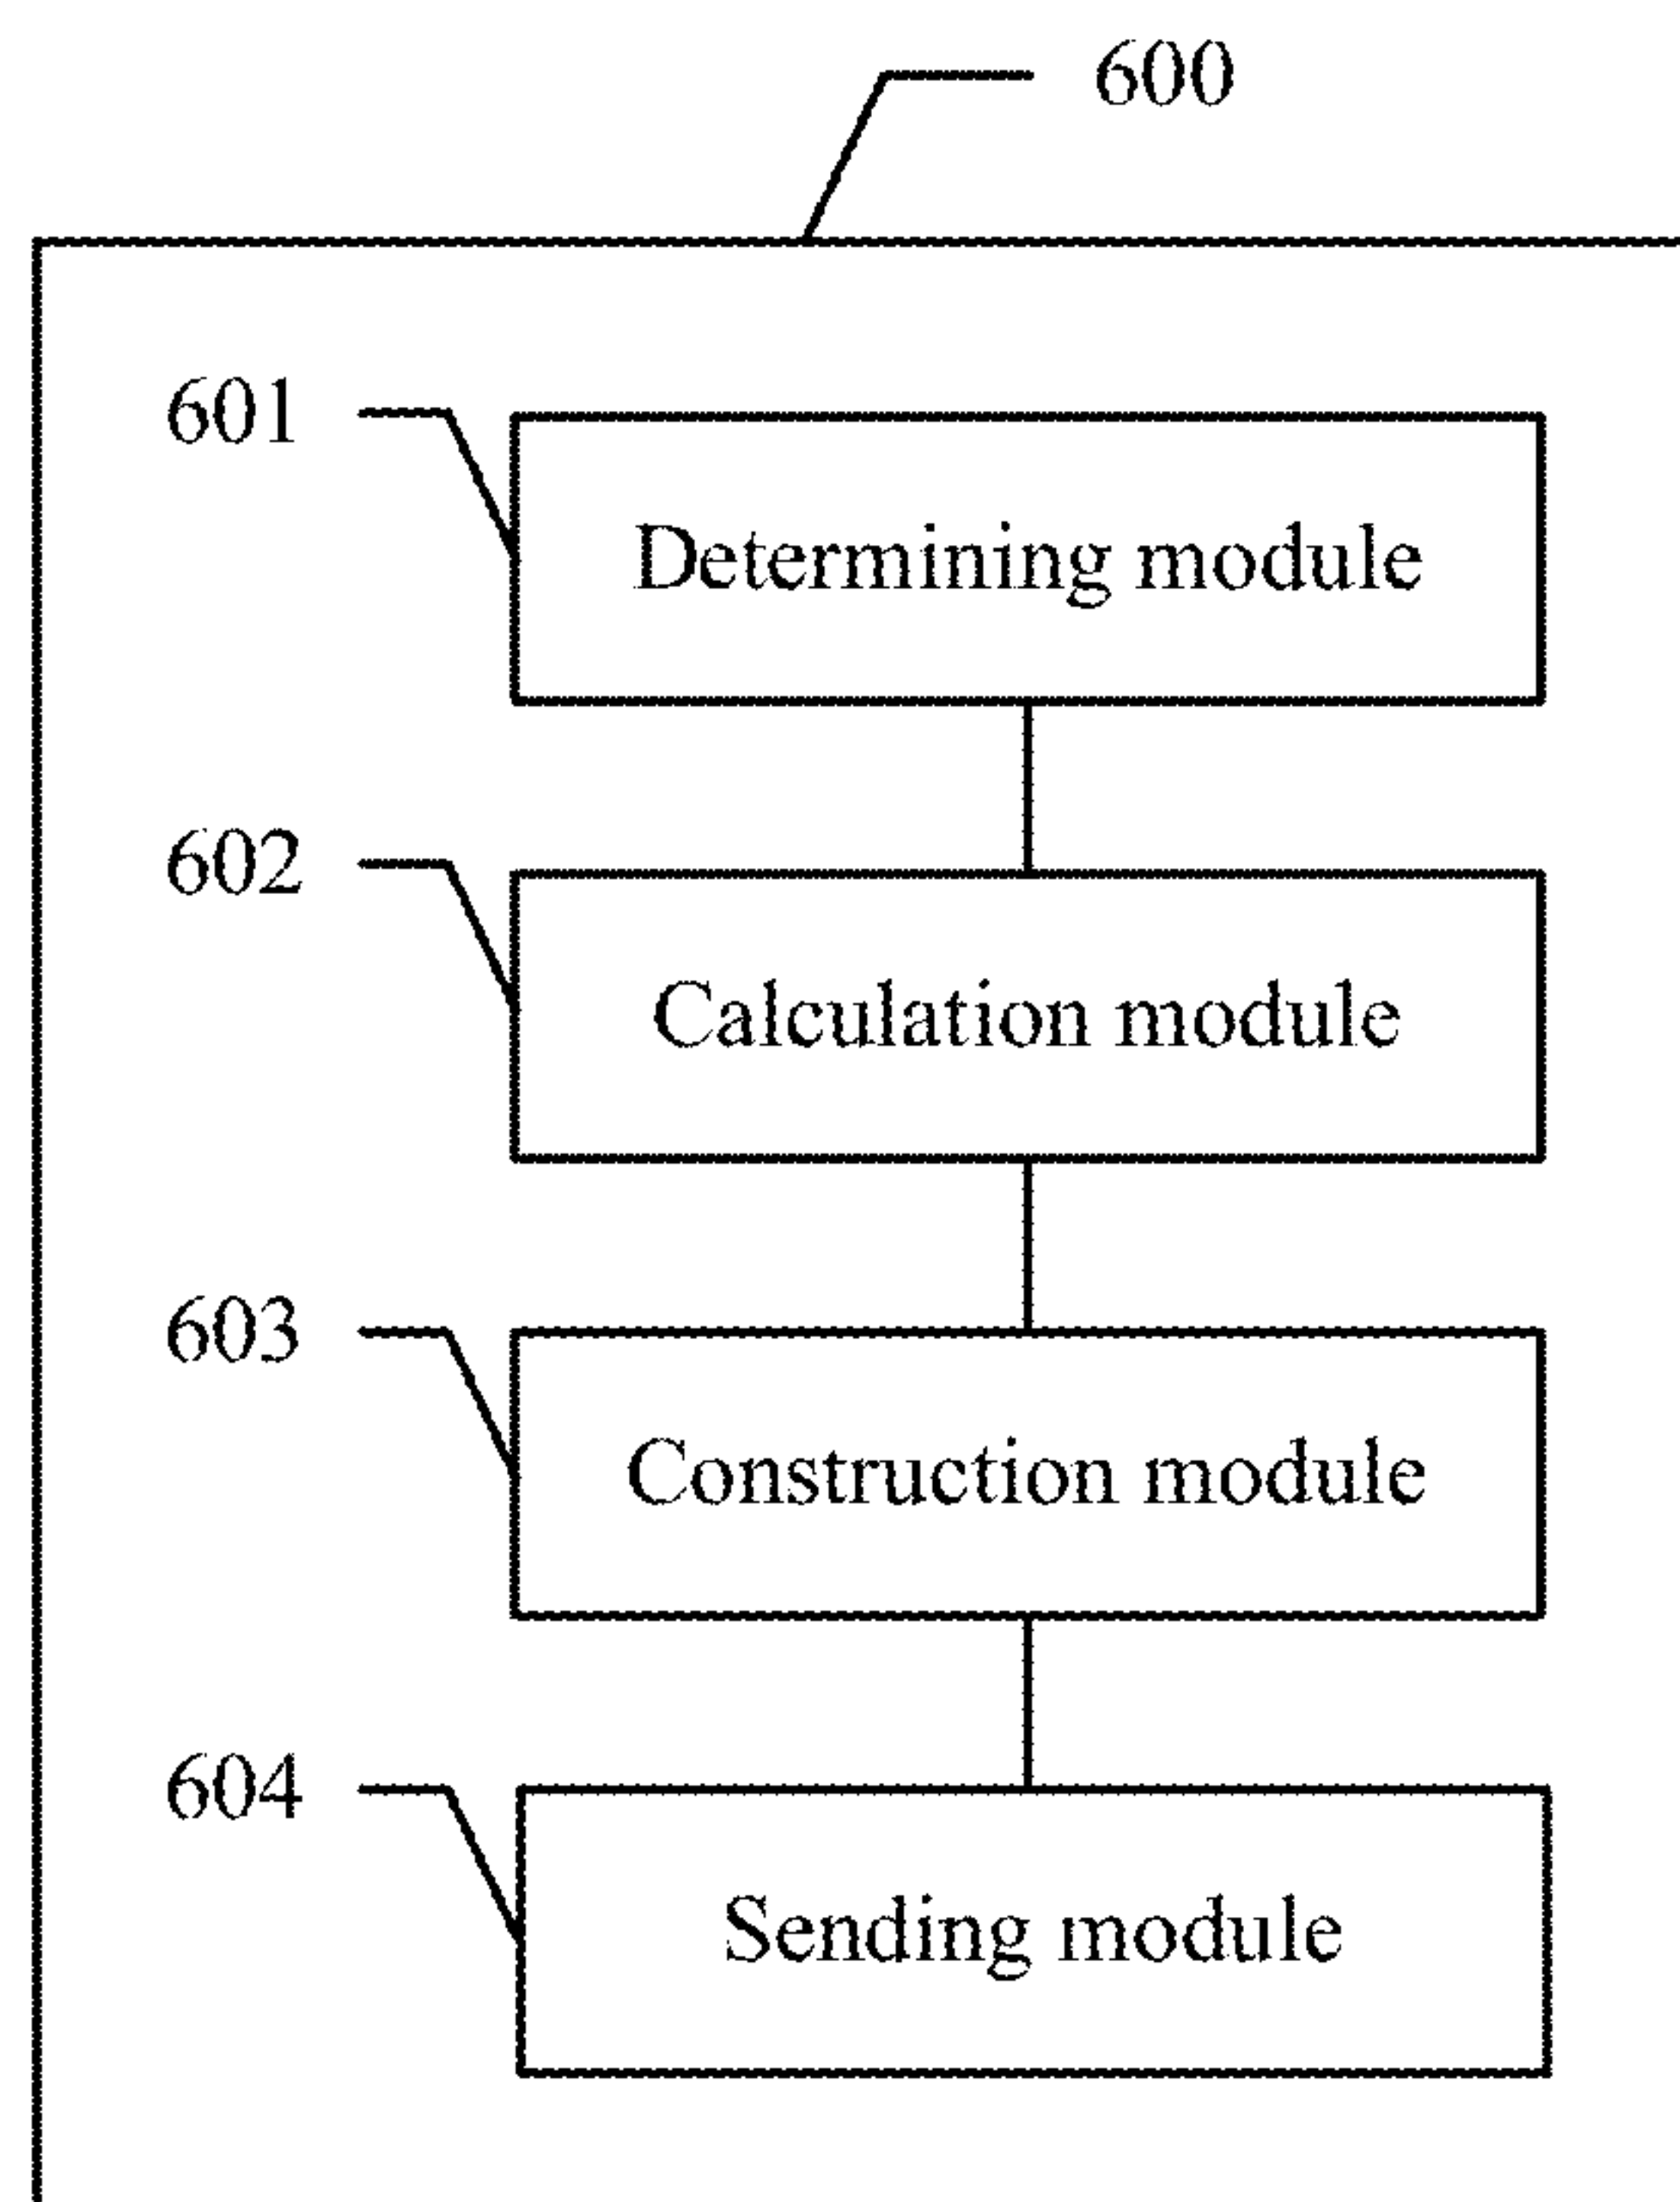 600
601
Determining module
602
Calculation module
603
Construction module
604
Sending module